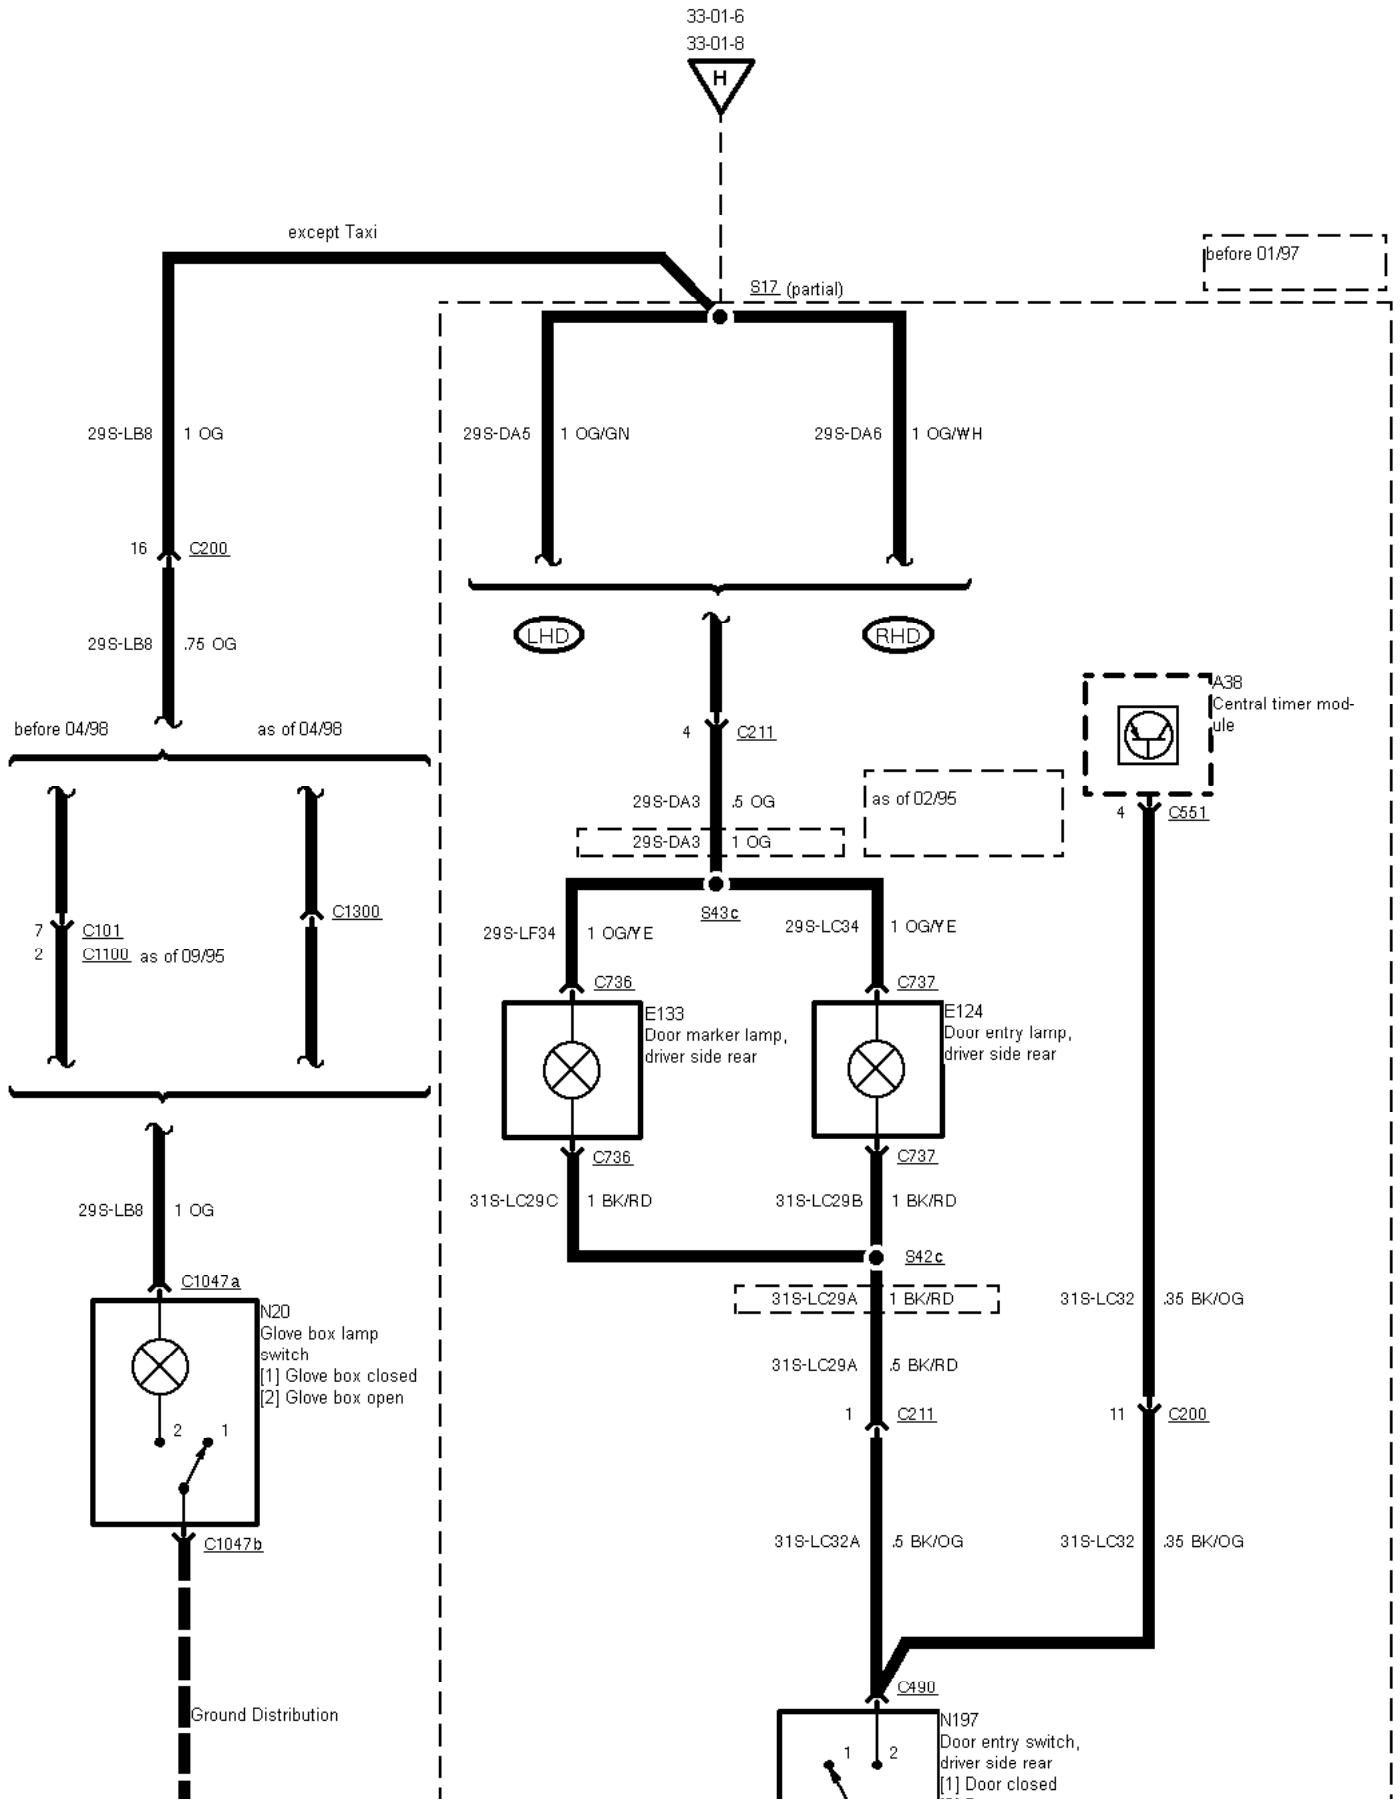 33-01-6
33-01-8
H
except Taxi
before 01/97
S17 (partial)
29S-LB8 1 OG
29S-DA5 1 OG/GN
29S-DA6 1 OG/WH
16 C200
LHD
RHD
29S-LB8 .75 OG
A38
Central timer mod-
ule
before 04/98
as of 04/98
4 C211
29S-DA3 .5 OG
as of 02/95
4 C551
29S-DA3 1 OG
S43c
C1300
7 C101
2 C1100 as of 09/95
29S-LF34 1 OG/YE
29S-LC34 1 OG/YE
C736
C737
E133
Door marker lamp,
driver side rear
E124
Door entry lamp,
driver side rear
C736
C737
31S-LC29C 1 BK/RD
31S-LC29B 1 BK/RD
29S-LB8 1 OG
S42c
C1047a
31S-LC29A 1 BK/RD
31S-LC32 .35 BK/OG
N20
Glove box lamp
switch
[1] Glove box closed
[2] Glove box open
31S-LC29A .5 BK/RD
1 C211
11 C200
2 1
C1047b
31S-LC32A .5 BK/OG
31S-LC32 .35 BK/OG
C490
Ground Distribution
N197
Door entry switch,
driver side rear
[1] Door closed
1 2